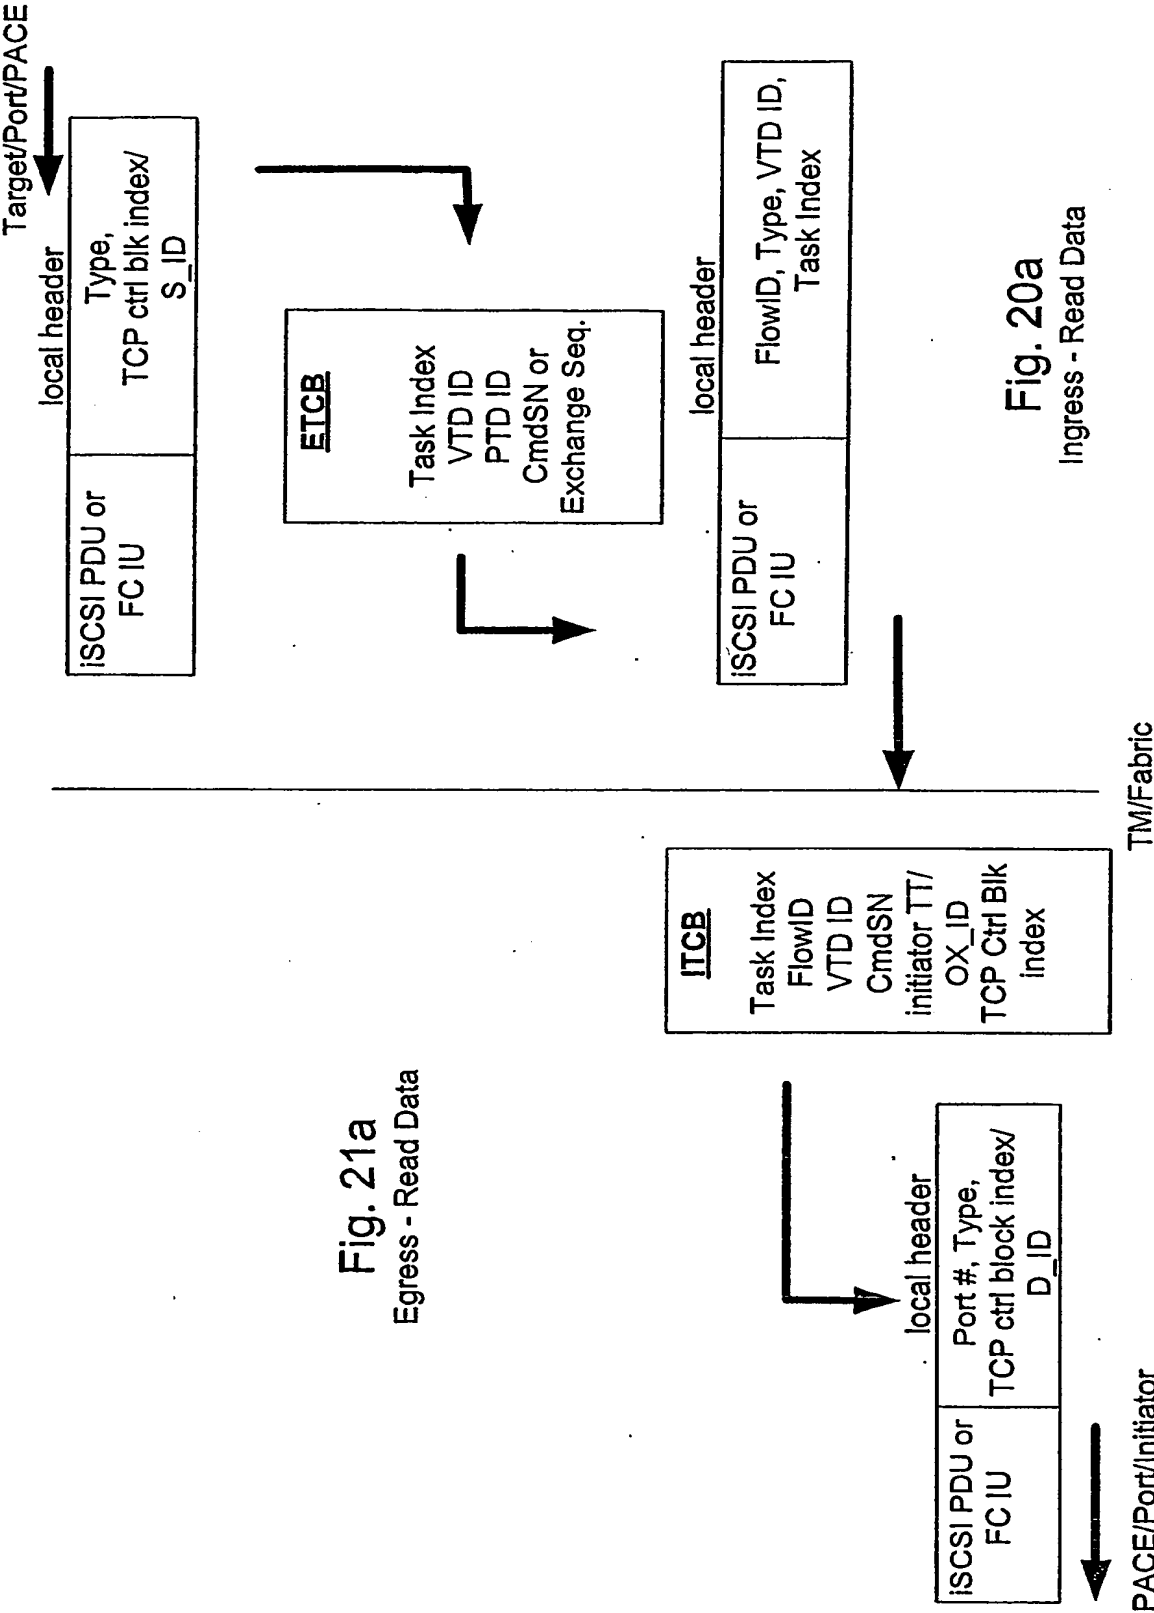 Target/Port/PACE
local header
iSCSI PDU or
FC IU
Type,
TCP ctrl blk index/
S_ID
ETCB
Task Index
VTD ID
PTD ID
CmdSN or
Exchange Seq.
local header
iSCSI PDU or
FC IU
FlowID, Type, VTD ID,
Task Index
Fig. 20a
Ingress - Read Data
TM/Fabric
Fig. 21a
Egress - Read Data
ITCB
Task Index
FlowID
VTD ID
CmdSN
initiator TT/
OX_ID
TCP Ctrl Blk
index
local header
iSCSI PDU or
FC IU
Port #, Type,
TCP ctrl block index/
D_ID
PACE/Port/Initiator